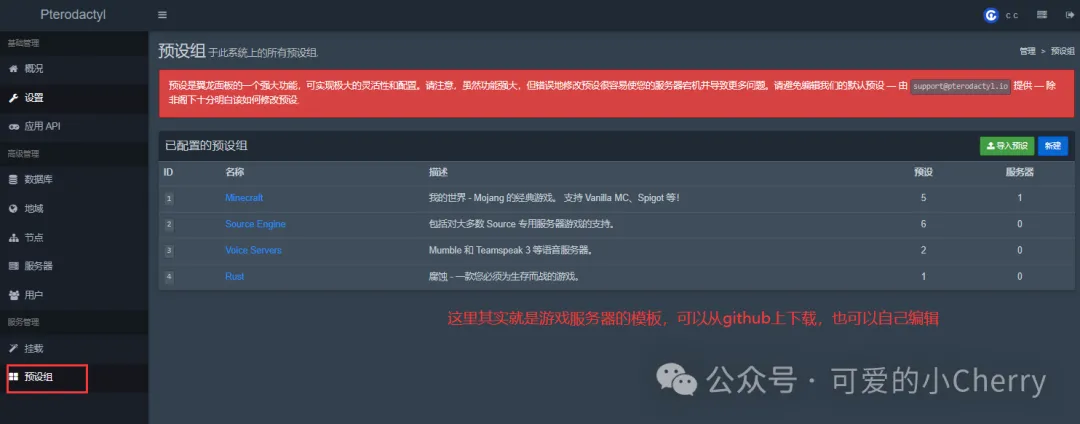 Pterodactyl
c c
基础管理
概况
设置
应用 API
高级管理
数据库
地域
节点
服务器
用户
服务管理
挂载
预设组
预设组 于此系统上的所有预设组.
管理 > 预设组
预设是翼龙面板的一个强大功能，可实现极大的灵活性和配置。请注意，虽然功能强大，但错误地修改预设很容易使您的服务器宕机并导致更多问题。请避免编辑我们的默认预设 — 由 support@pterodactyl.io 提供 — 除
非阁下十分明白该如何修改预设.
已配置的预设组
导入预设 新建
ID 名称 描述 预设 服务器
1 Minecraft 我的世界 - Mojang 的经典游戏。 支持 Vanilla MC、Spigot 等！ 5 1
2 Source Engine 包括对大多数 Source 专用服务器游戏的支持。 6 0
3 Voice Servers Mumble 和 Teamspeak 3 等语音服务器。 2 0
4 Rust 腐蚀 - 一款您必须为生存而战的游戏。 1 0
这里其实就是游戏服务器的模板，可以从github上下载，也可以自己编辑
公众号 · 可爱的小Cherry